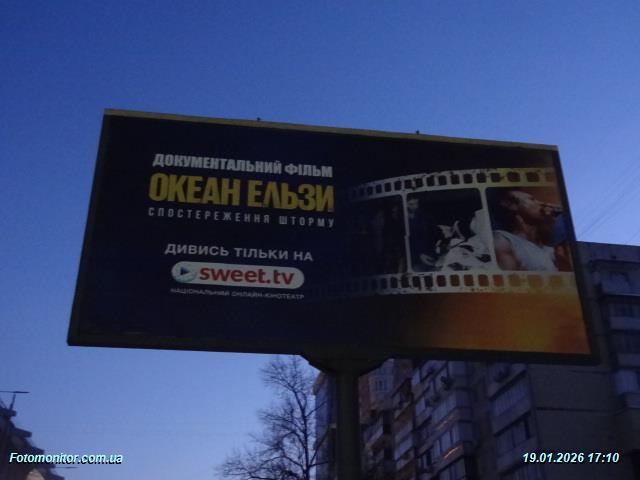 ДОКУМЕНТАЛЬНИЙ ФІЛЬМ
ОКЕАН ЕЛЬЗИ
СПОСТЕРЕЖЕННЯ ШТОРМУ
ДИВИСЬ ТІЛЬКИ НА
sweet.tv
НАЦІОНАЛЬНИЙ ОНЛАЙН-КІНОТЕАТР
Fotomonitor.com.ua
19.01.2026 17:10